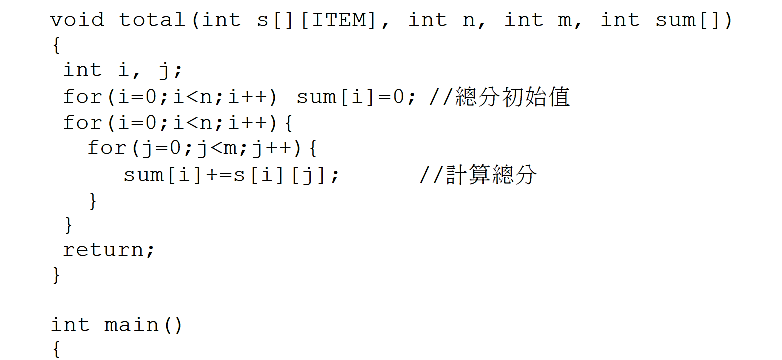 void total(int s[][ITEM], int n, int m, int sum[])
{
int i, j;
for(i=0;i<n;i++) sum[i]=0; //總分初始值
for(i=0;i<n;i++){
for(j=0;j<m;j++){
sum[i]+=s[i][j]; //計算總分
}
}
return;
}
int main()
{